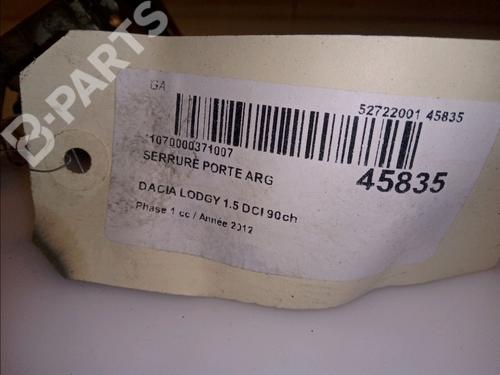 B-PARTS
GA
52722001 45835
*1070000371007
SERRURE PORTE ARG
45835
DACIA LODGY 1.5 DCI 90ch
Phase 1 cc / Année 2012